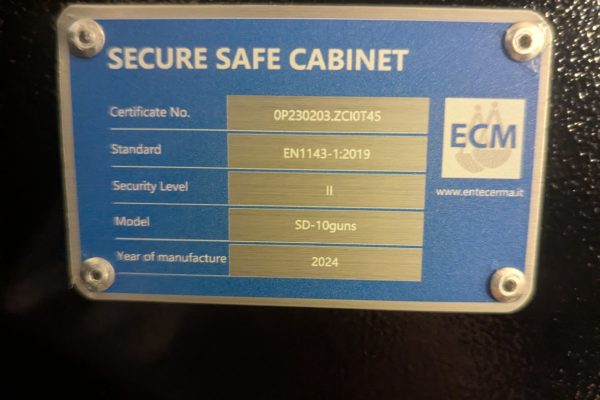 SECURE SAFE CABINET
Certificate No. 0P230203.ZCI0T45
Standard EN1143-1:2019
ECM
Security Level II
www.entecerma.it
Model SD-10guns
Year of manufacture 2024